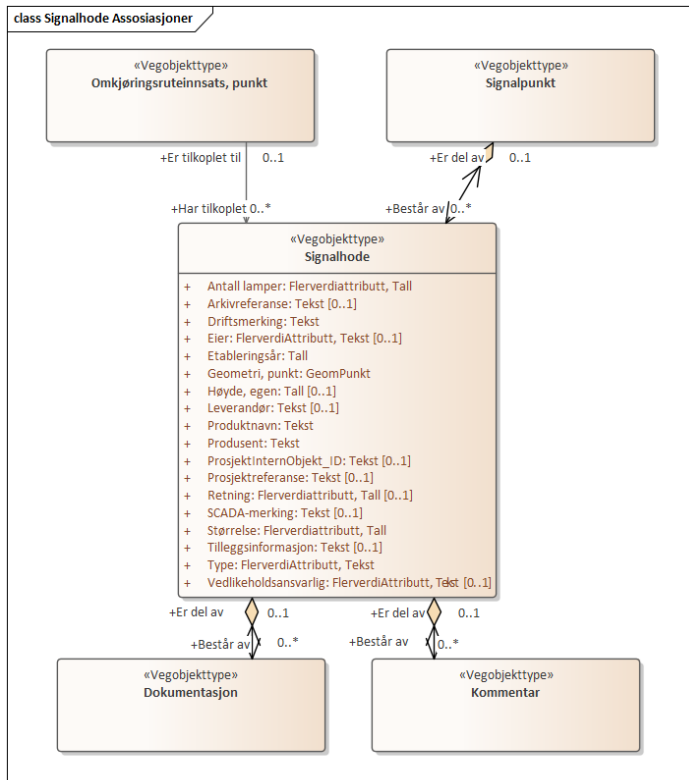 class Signalhode Assosiasjoner
«Vegobjekttype»
Omkjøringsruteinnsats, punkt
«Vegobjekttype»
Signalpunkt
+Er tilkoplet til 0..1
+Er del av 0..1
+Har tilkoplet 0..*
+Består av 0..*
«Vegobjekttype»
Signalhode
+ Antall lamper: Flerverdiattributt, Tall
+ Arkivreferanse: Tekst [0..1]
+ Driftsmerking: Tekst
+ Eier: FlerverdiAttributt, Tekst [0..1]
+ Etableringsår: Tall
+ Geometri, punkt: GeomPunkt
+ Høyde, egen: Tall [0..1]
+ Leverandør: Tekst [0..1]
+ Produktnavn: Tekst
+ Produsent: Tekst
+ ProsjektInternObjekt_ID: Tekst [0..1]
+ Prosjektreferanse: Tekst [0..1]
+ Retning: Flerverdiattributt, Tall [0..1]
+ SCADA-merking: Tekst [0..1]
+ Størrelse: Flerverdiattributt, Tall
+ Tilleggsinformasjon: Tekst [0..1]
+ Type: FlerverdiAttributt, Tekst
+ Vedlikeholdsansvarlig: FlerverdiAttributt, Tekst [0..1]
+Er del av 0..1
+Er del av 0..1
+Består av 0..*
+Består av 0..*
«Vegobjekttype»
Dokumentasjon
«Vegobjekttype»
Kommentar